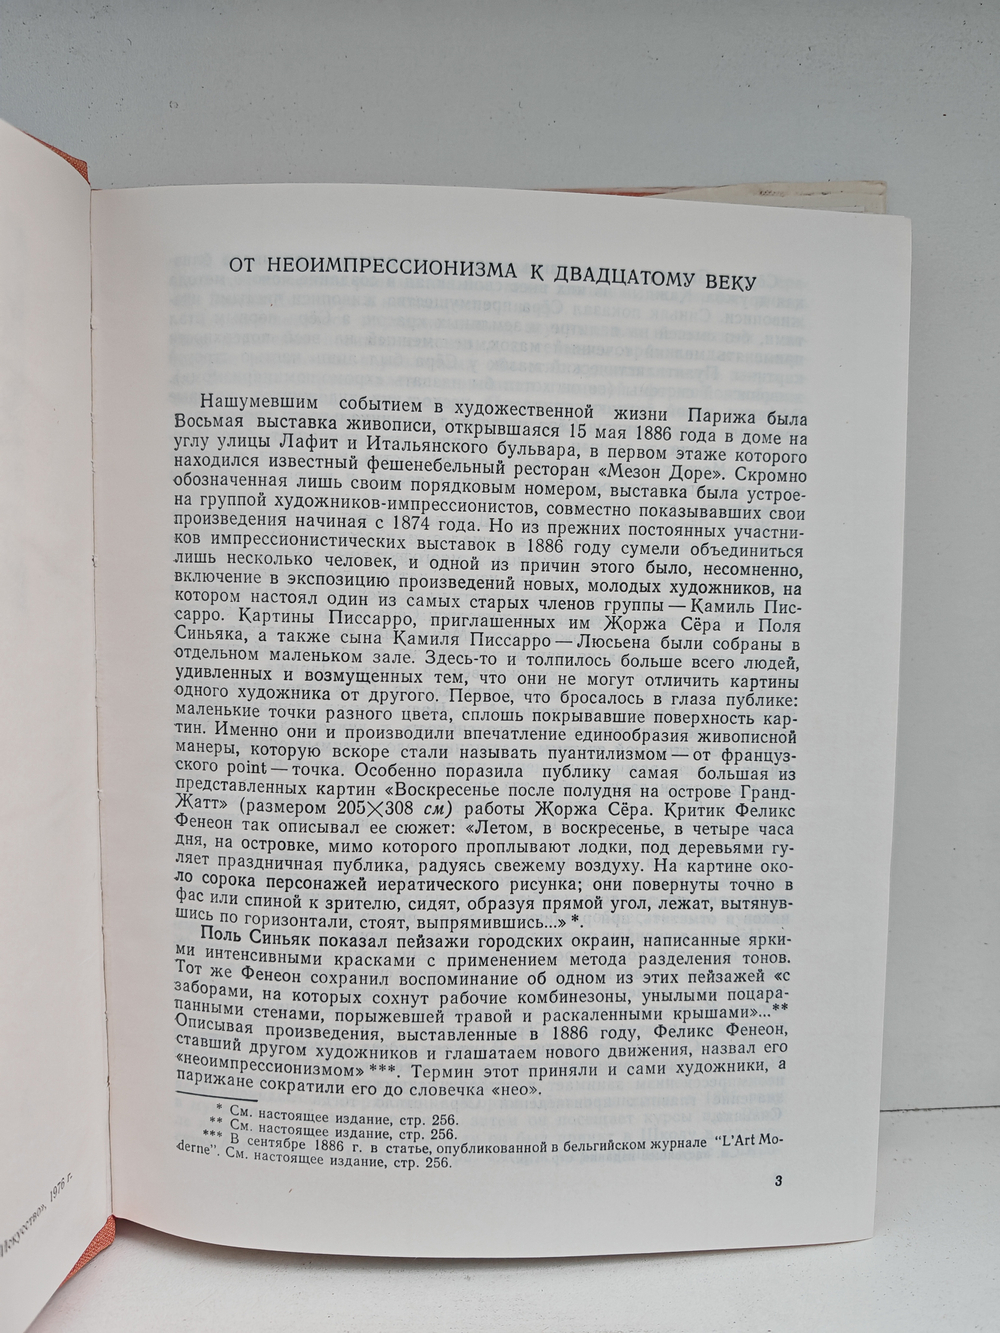 ОТ НЕОИМПРЕССИОНИЗМА К ДВАДЦАТОМУ ВЕКУ
Нашумевшим событием в художественной жизни Парижа была
Восьмая выставка живописи, открывшаяся 15 мая 1886 года в доме на
углу улицы Лафит и Итальянского бульвара, в первом этаже которого
находился известный фешенебельный ресторан «Мезон Доре». Скромно
обозначенная лишь своим порядковым номером, выставка была устрое-
на группой художников-импрессионистов, совместно показывавших свои
произведения начиная с 1874 года. Но из прежних постоянных участни-
ков импрессионистических выставок в 1886 году сумели объединиться
лишь несколько человек, и одной из причин этого было, несомненно,
включение в экспозицию произведений новых, молодых художников, на
котором настоял один из самых старых членов группы — Камиль Пис-
сарро. Картины Писсарро, приглашенных им Жоржа Сёра и Поля
Синьяка, а также сына Камиля Писсарро — Люсьена были собраны в
отдельном маленьком зале. Здесь-то и толпилось больше всего людей,
удивленных и возмущенных тем, что они не могут отличить картины
одного художника от другого. Первое, что бросалось в глаза публике:
маленькие точки разного цвета, сплошь покрывавшие поверхность кар-
тин. Именно они и производили впечатление единообразия живописной
манеры, которую вскоре стали называть пуантилизмом — от француз-
ского point — точка. Особенно поразила публику самая большая из
представленных картин «Воскресенье после полудня на острове Гранд-
Жатт» (размером 205×308 см) работы Жоржа Сёра. Критик Феликс
Фенеон так описывал ее сюжет: «Летом, в воскресенье, в четыре часа
дня, на островке, мимо которого проплывают лодки, под деревьями гу-
ляет праздничная публика, радуясь свежему воздуху. На картине око-
ло сорока персонажей иератического рисунка; они повернуты точно в
фас или спиной к зрителю, сидят, образуя прямой угол, лежат, вытянув-
шись по горизонтали, стоят, выпрямившись...» *.
Поль Синьяк показал пейзажи городских окраин, написанные ярки-
ми интенсивными красками с применением метода разделения тонов.
Тот же Фенеон сохранил воспоминание об одном из этих пейзажей «с
заборами, на которых сохнут рабочие комбинезоны, унылыми поцара-
панными стенами, порыжевшей травой и раскаленными крышами»...**
Описывая произведения, выставленные в 1886 году, Феликс Фенеон,
ставший другом художников и глашатаем нового движения, назвал его
«неоимпрессионизмом» ***. Термин этот приняли и сами художники, а
парижане сократили его до словечка «нео».
* См. настоящее издание, стр. 256.
** См. настоящее издание, стр. 256.
*** В сентябре 1886 г. в статье, опубликованной в бельгийском журнале "L'Art Mo-
derne". См. настоящее издание, стр. 256.
3
Искусство», 1976 г.